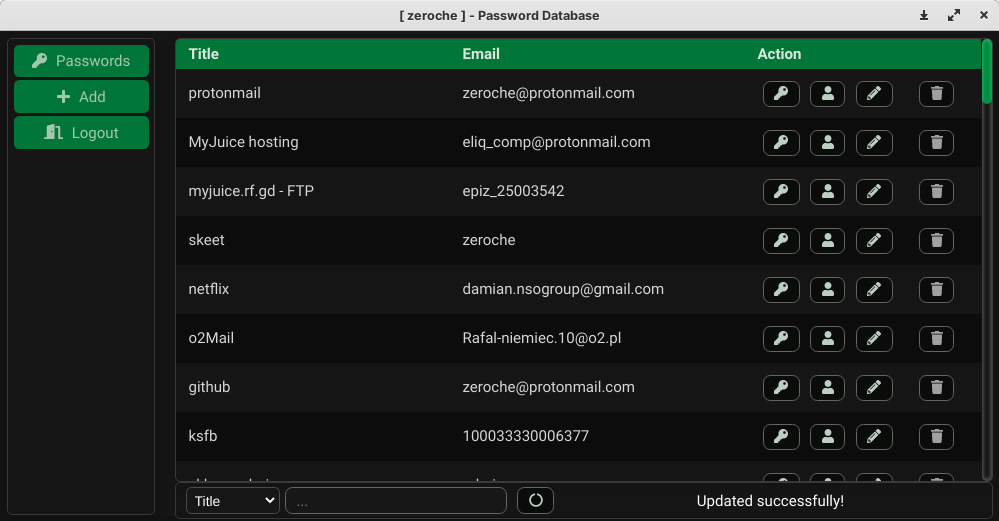 [ zeroche ] - Password Database
Passwords
Add
Logout
Title Email Action
protonmail zeroche@protonmail.com
MyJuice hosting eliq_comp@protonmail.com
myjuice.rf.gd - FTP epiz_25003542
skeet zeroche
netflix damian.nsogroup@gmail.com
o2Mail Rafal-niemiec.10@o2.pl
github zeroche@protonmail.com
ksfb 100033330006377
Title ... Updated successfully!